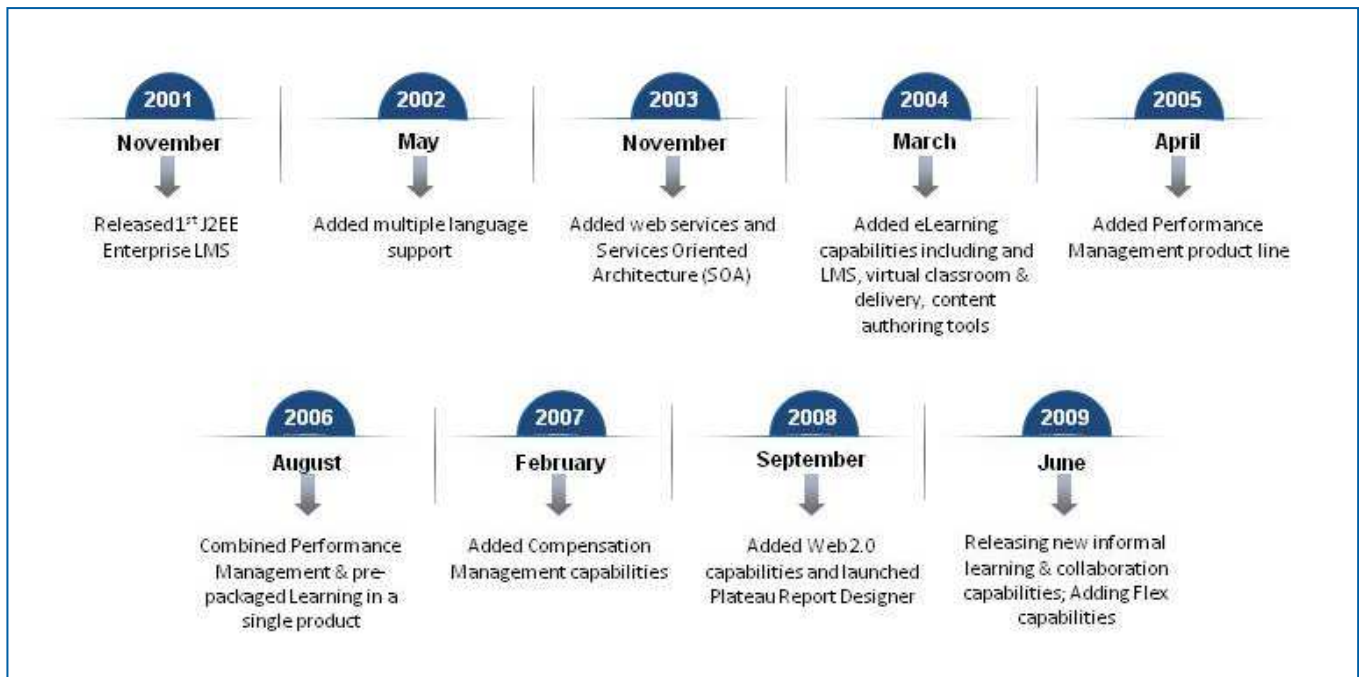 2001
November
Released 1st J2EE
Enterprise LMS
2002
May
Added multiple language
support
2003
November
Added web services and
Services Oriented
Architecture (SOA)
2004
March
Added eLearning
capabilities including and
LMS, virtual classroom &
delivery, content
authoring tools
2005
April
Added Performance
Management product line
2006
August
Combined Performance
Management & pre-
packaged Learning in a
single product
2007
February
Added Compensation
Management capabilities
2008
September
Added Web 2.0
capabilities and launched
Plateau Report Designer
2009
June
Releasing new informal
learning & collaboration
capabilities; Adding Flex
capabilities